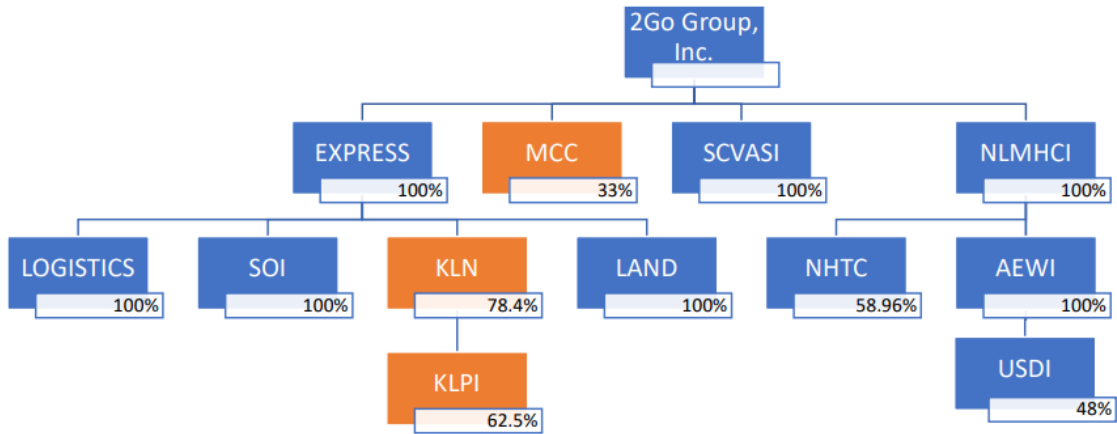 2Go Group,
Inc.
EXPRESS
100%
MCC
33%
SCVASI
100%
NLMHCI
100%
LOGISTICS
100%
SOI
100%
KLN
78.4%
LAND
100%
NHTC
58.96%
AEWI
100%
KLPI
62.5%
USDI
48%